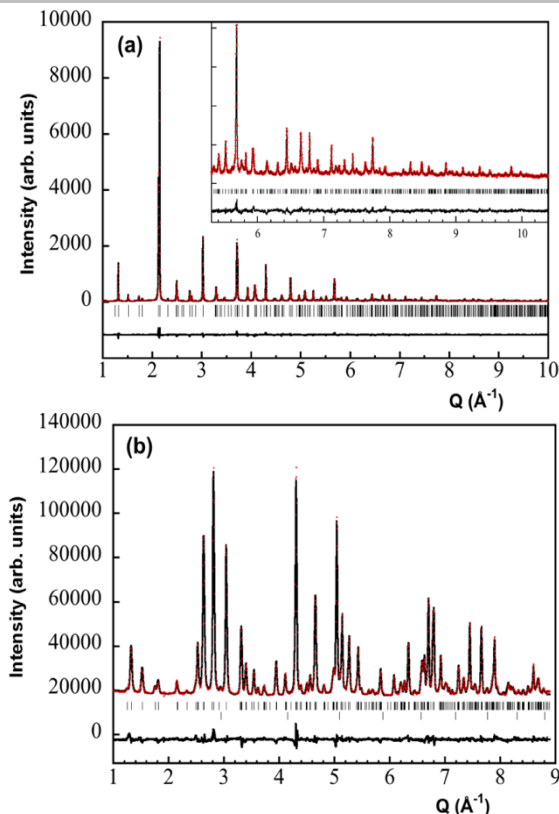 (a)
10000
8000
6000
4000
2000
0
Intensity (arb. units)
6 7 8 9 10
1 2 3 4 5 6 7 8 9 10
Q (Å⁻¹)
(b)
140000
120000
100000
80000
60000
40000
20000
0
Intensity (arb. units)
1 2 3 4 5 6 7 8 9
Q (Å⁻¹)